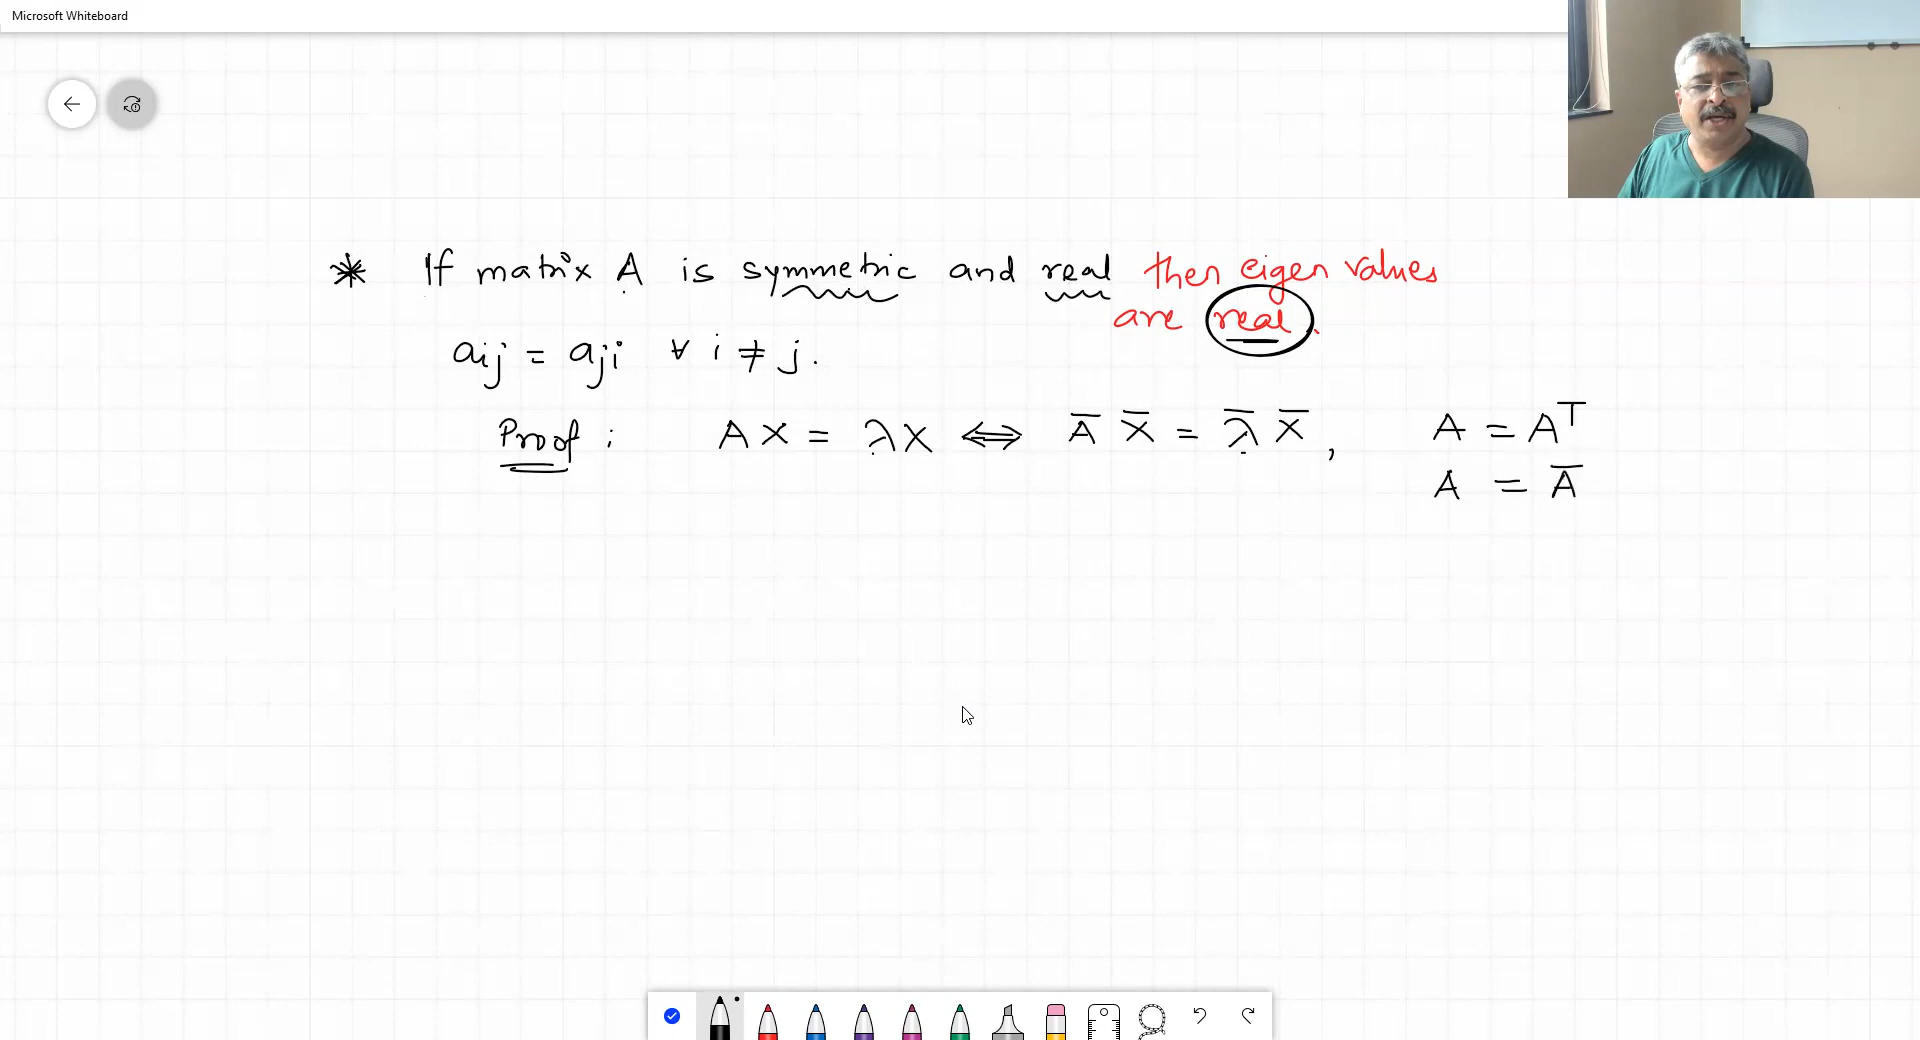 Microsoft Whiteboard
* If matrix A is symmetric and real then eigen values
are real.
aij = aji ∀ i ≠ j.
Proof : AX = λX ⟺ A̅ X̅ = λ̅ X̅ , A = Aᵀ
A = A̅